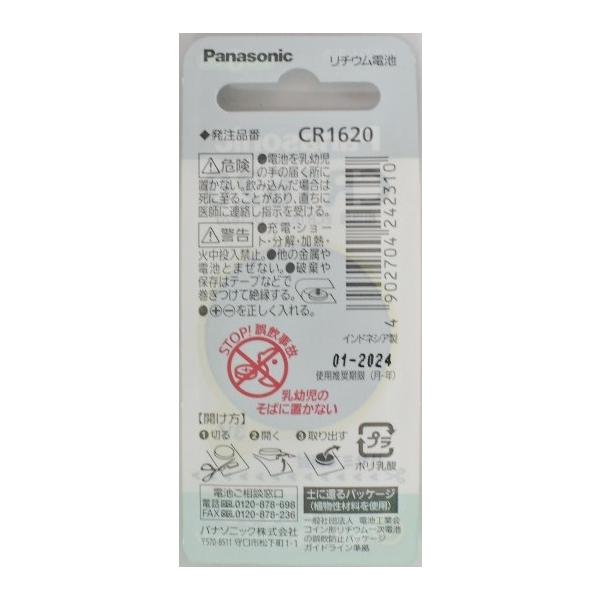 Panasonic
リチウム電池
◆発注品番 CR1620
⚠危険 ●電池を乳幼児
の手の届く所に
置かない。飲み込んだ場合は
死に至ることがあり、直ちに
医師に連絡し指示を受ける。
⚠警告 ●充電・ショー
ト・分解・加熱・
火中投入禁止。●他の金属や
電池とまぜない。●破棄や
保存はテープなどで
巻きつけて絶縁する。
●⊕⊖を正しく入れる。
4 902704 242310
インドネシア製
01-2024
使用推奨期限 (月-年)
STOP! 誤飲事故
乳幼児の
そばに置かない
【開け方】
❶切る ❷開く ❸取り出す
プラ
ポリ乳酸
電池ご相談窓口
電話 0120-878-698
FAX 0120-878-236
パナソニック株式会社
〒570-8511 守口市松下町1-1
土に還るパッケージ
(植物性材料を使用)
一般社団法人 電池工業会
コイン形リチウム一次電池
の誤飲防止パッケージ
ガイドライン準拠